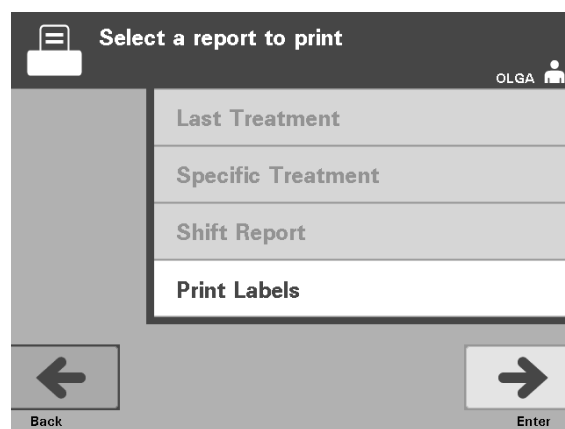 Select a report to print
OLGA
Last Treatment
Specific Treatment
Shift Report
Print Labels
Back
Enter